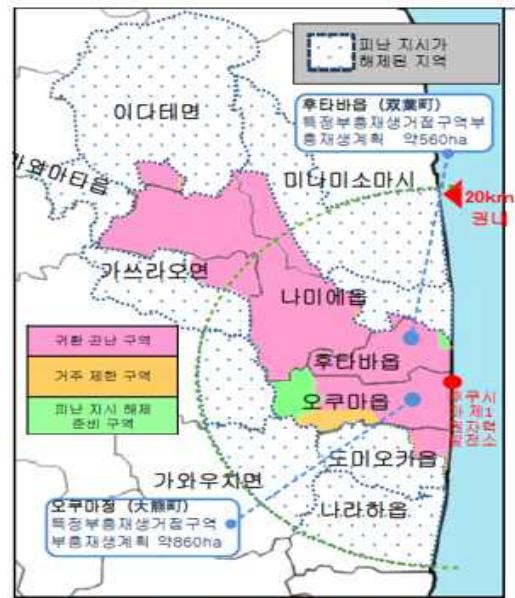 피난 지시가
해제된 지역
후타바읍 (双葉町)
특정부흥재생거점구역부
흥재생계획 약560ha
이다테면
가와마타읍
미나미소마시
20km
권내
가쓰라오면
나미에읍
귀환 곤난 구역
거주 제한 구역
피난 지시 해제
준비 구역
후타바읍
오쿠마읍
후쿠시
마 제1
원자력
발전소
도미오카읍
가와우치면
나라하읍
오쿠마정 (大熊町)
특정부흥재생거점구역
부흥재생계획 약860ha